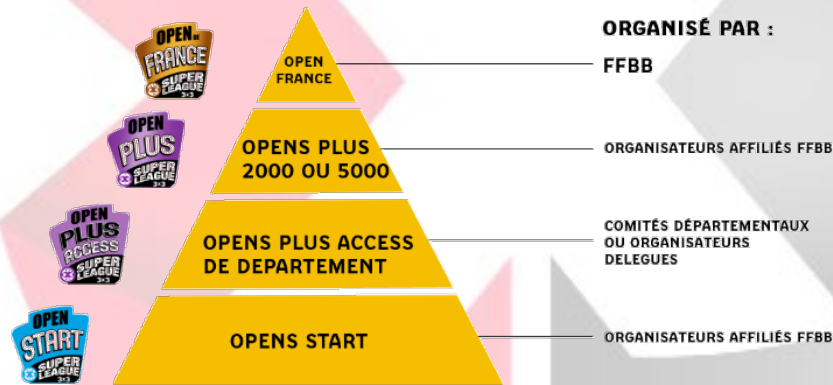 ORGANISÉ PAR :
OPEN DE
FRANCE
SUPER
LEAGUE
3x3
OPEN
FRANCE
FFBB
OPEN
PLUS
SUPER
LEAGUE
3x3
OPENS PLUS
2000 OU 5000
ORGANISATEURS AFFILIÉS FFBB
OPEN
PLUS
ACCESS
SUPER
LEAGUE
3x3
OPENS PLUS ACCESS
DE DEPARTEMENT
COMITÉS DÉPARTEMENTAUX
OU ORGANISATEURS
DELEGUES
OPEN
START
SUPER
LEAGUE
3x3
OPENS START
ORGANISATEURS AFFILIÉS FFBB